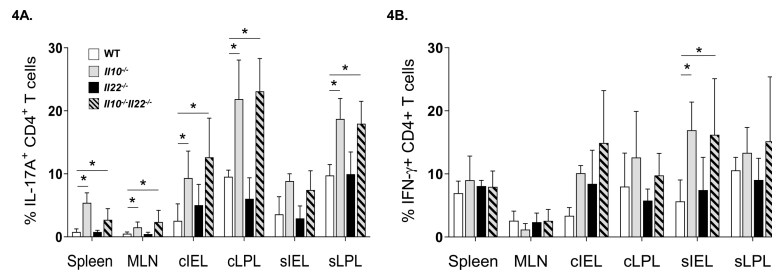 4A.
% IL-17A+ CD4+ T cells
30
20
10
0
WT
Il10-/-
Il22-/-
Il10-/-Il22-/-
* * * * * * * * * *
Spleen MLN cIEL cLPL sIEL sLPL
4B.
% IFN-γ+ CD4+ T cells
30
20
10
0
* *
Spleen MLN cIEL cLPL sIEL sLPL